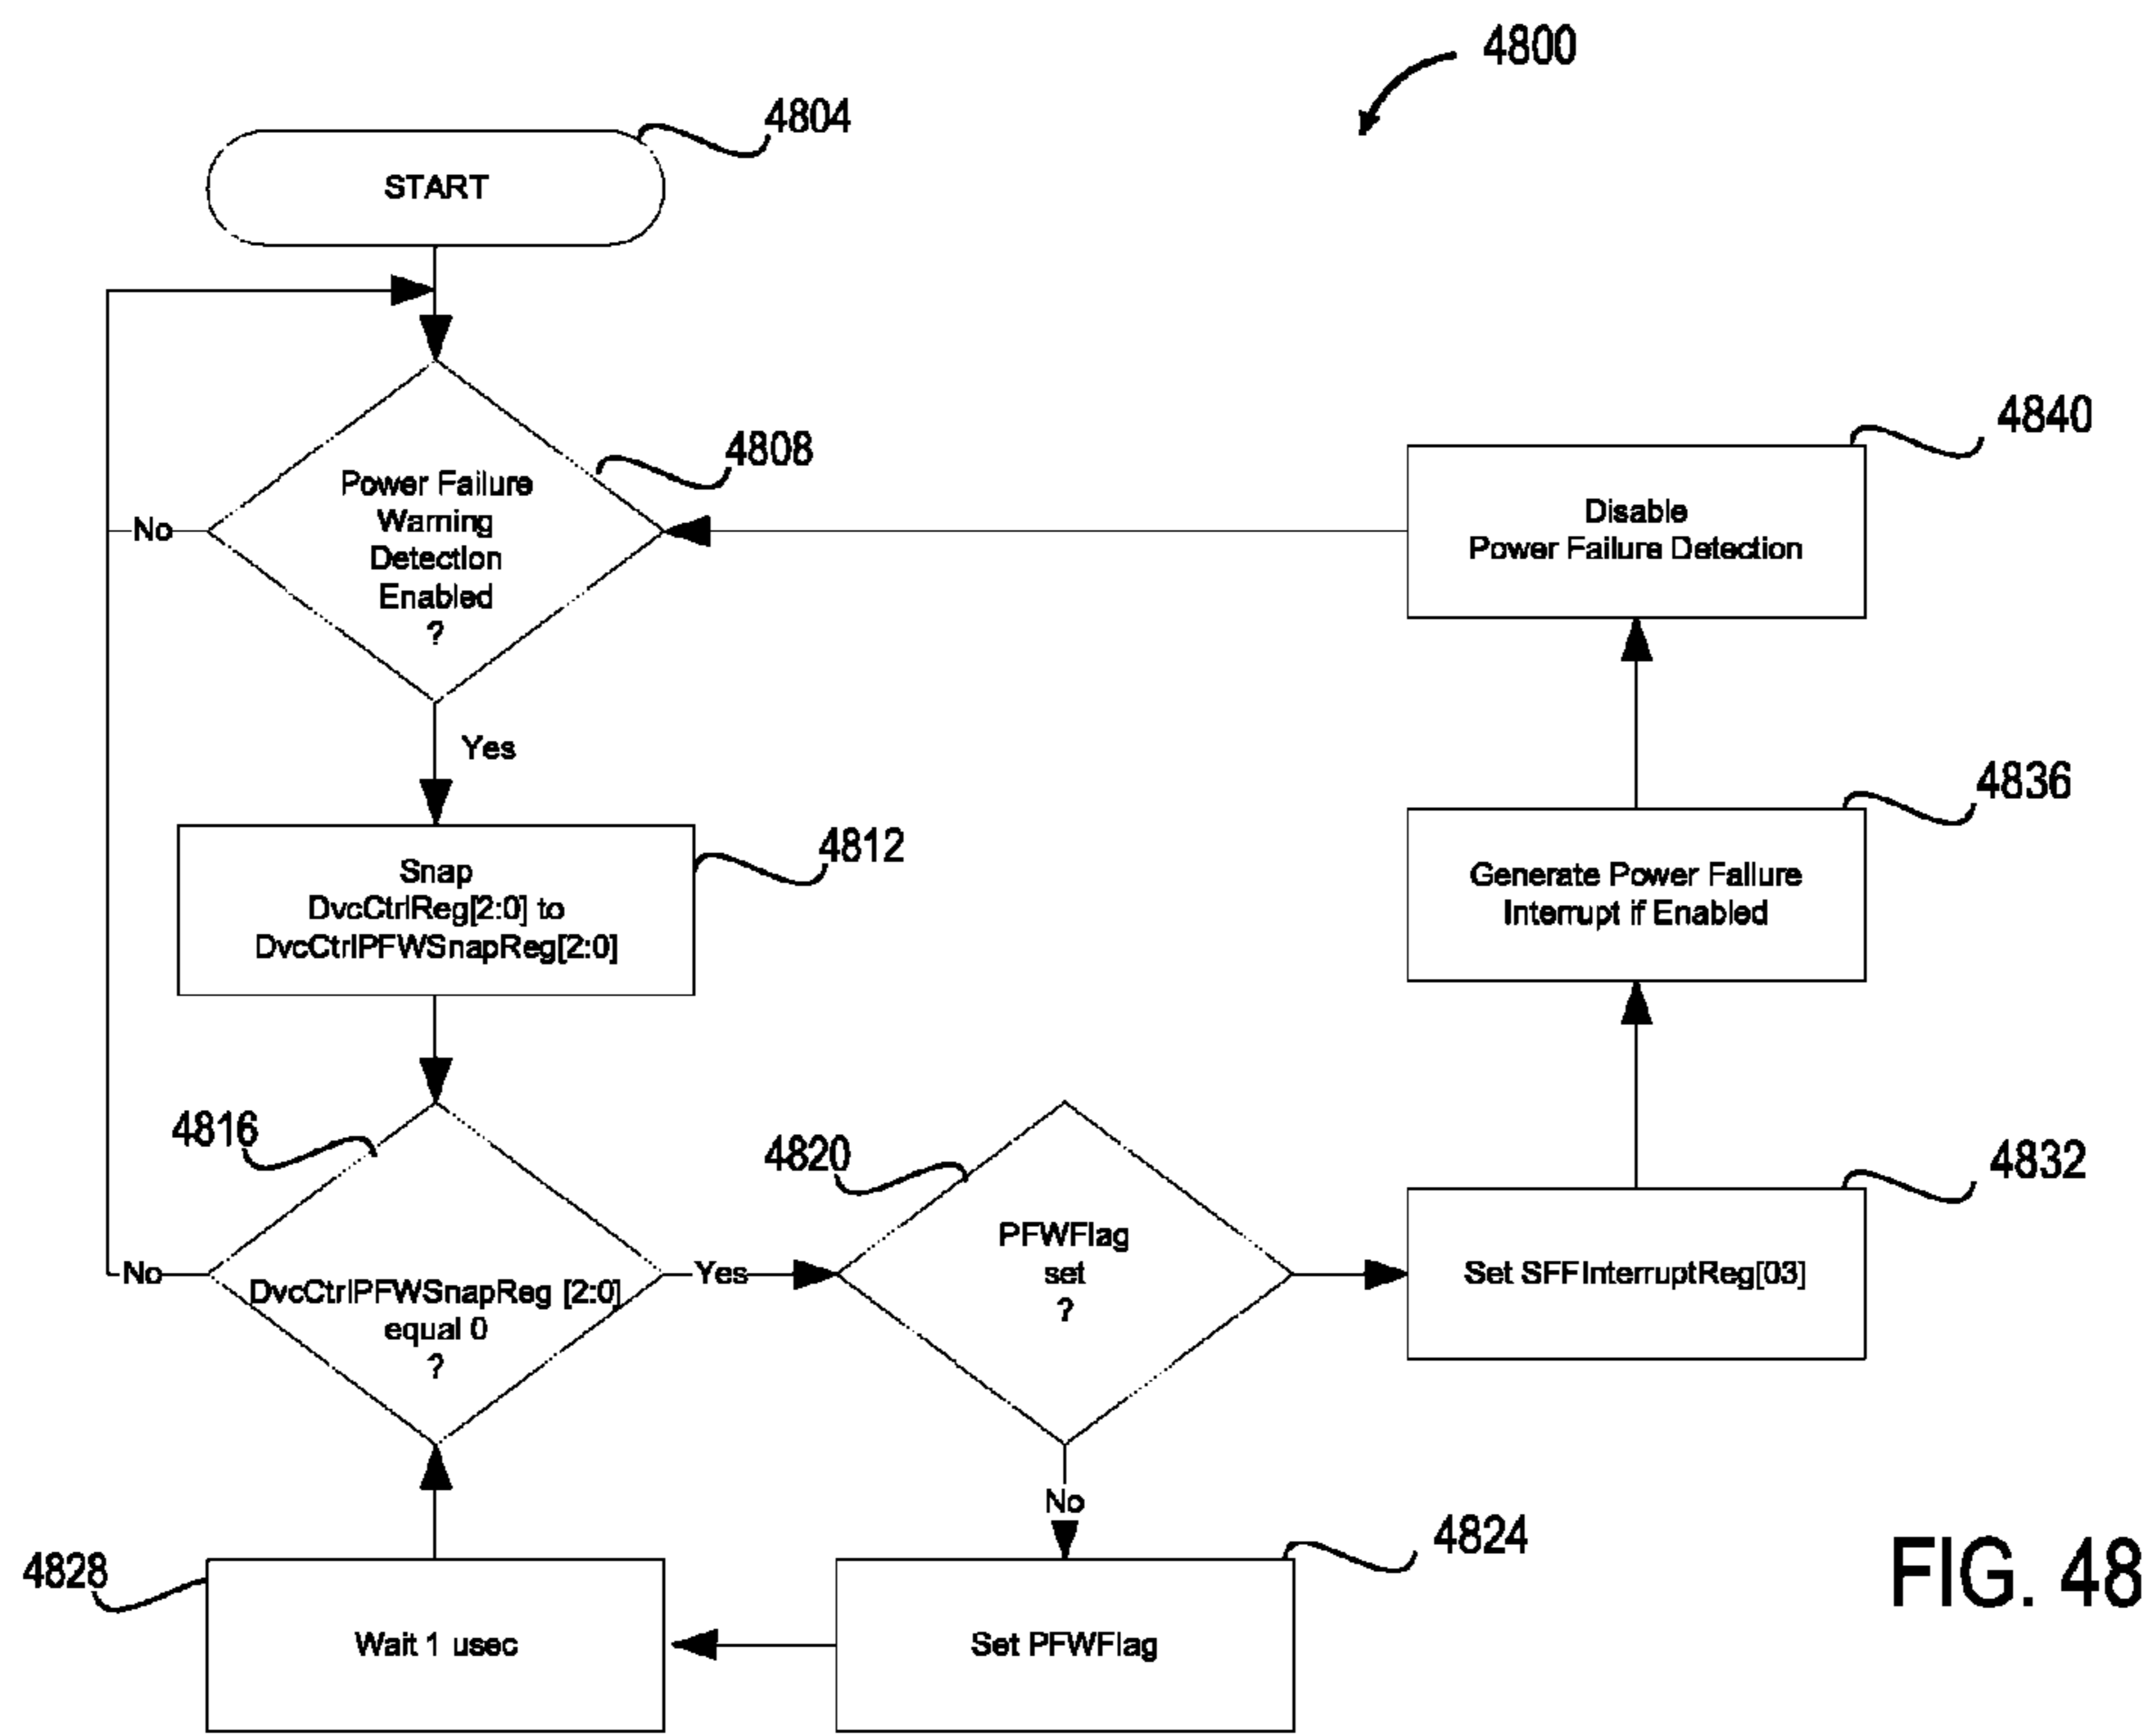 4800
4804
START
4808
Power Failure
Warning
Detection
Enabled
?
No
Yes
4812
Snap
DvcCtrlReg[2:0] to
DvcCtrlPFWSnapReg[2:0]
4816
DvcCtrlPFWSnapReg [2:0]
equal 0
?
No
Yes
4820
PFWFlag
set
?
No
4824
Set PFWFlag
4828
Wait 1 usec
4832
Set SFFInterruptReg[03]
4836
Generate Power Failure
Interrupt if Enabled
4840
Disable
Power Failure Detection
FIG. 48